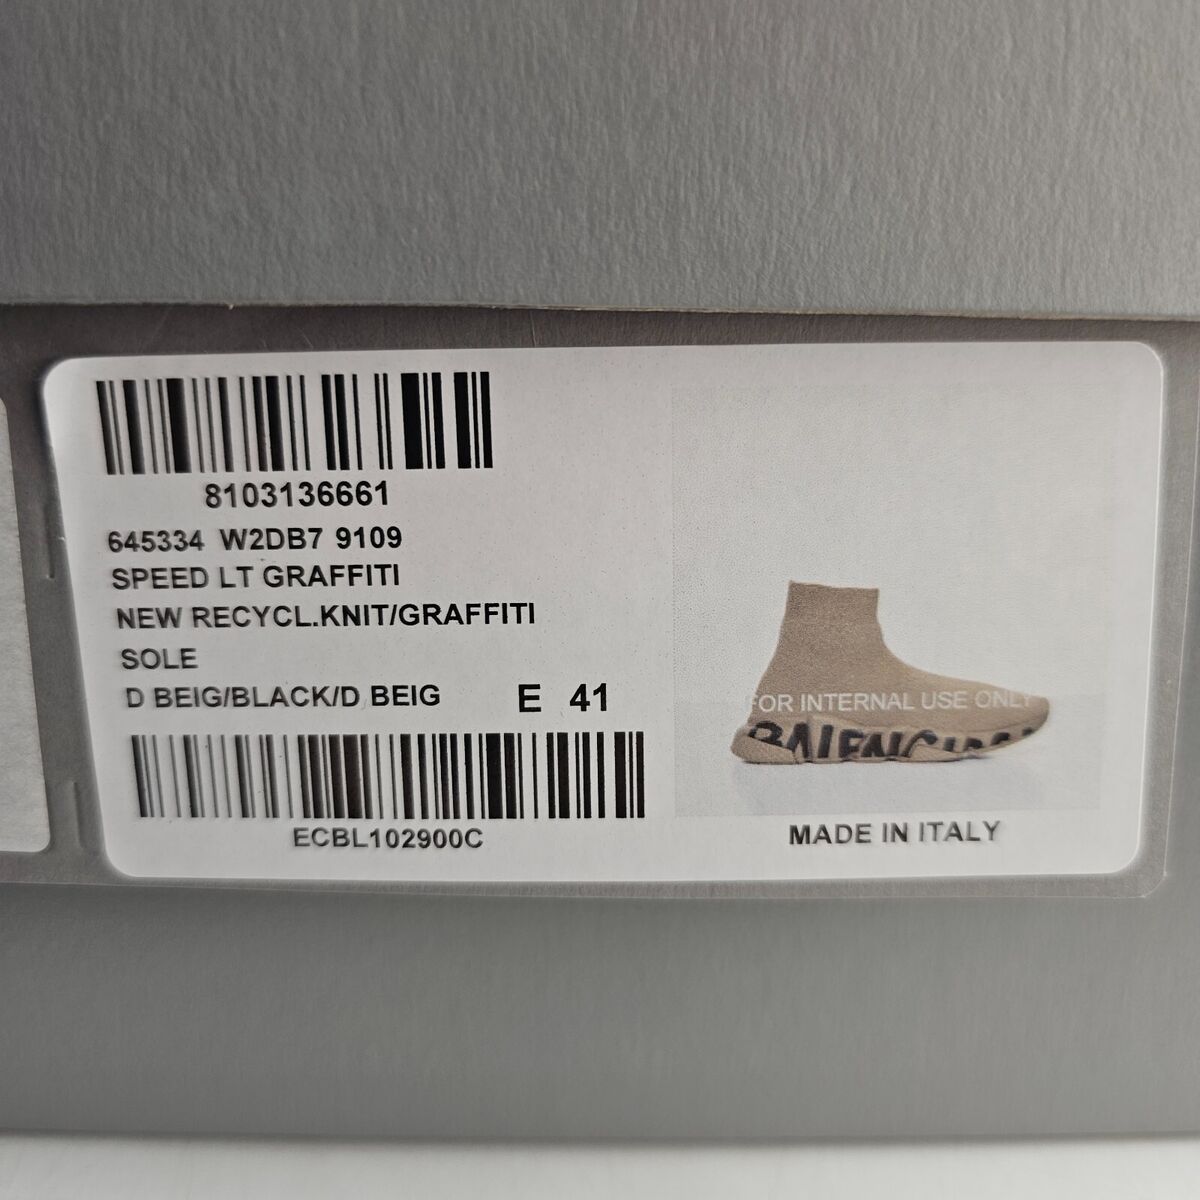 8103136661
645334 W2DB7 9109
SPEED LT GRAFFITI
NEW RECYCL.KNIT/GRAFFITI
SOLE
D BEIG/BLACK/D BEIG E 41
ECBL102900C
FOR INTERNAL USE ONLY
MADE IN ITALY